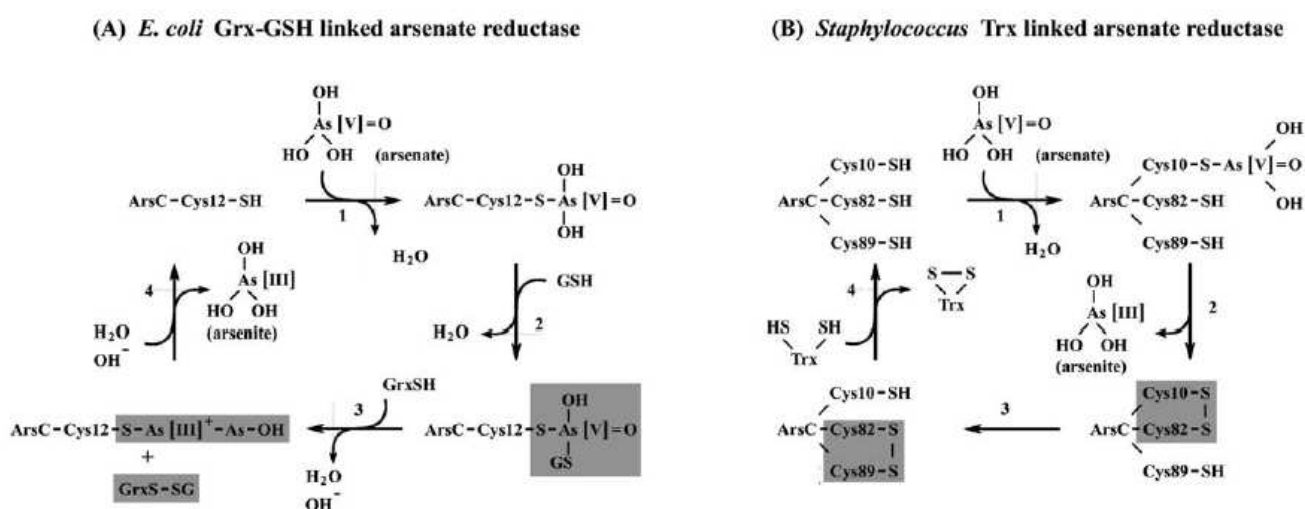 (A) E. coli Grx-GSH linked arsenate reductase
OH
As [V]=O
HO OH (arsenate)
ArsC-Cys12-SH
1
H₂O
OH
ArsC-Cys12-S-As [V]=O
OH
GSH
2
H₂O
OH
ArsC-Cys12-S-As [V]=O
GS
GrxSH
3
H₂O
OH⁻
ArsC-Cys12-S-As [III]⁺-As-OH
+
GrxS-SG
H₂O
OH⁻
4
OH
As [III]
HO OH
(arsenite)
(B) Staphylococcus Trx linked arsenate reductase
OH
As [V]=O
HO OH (arsenate)
Cys10-SH
ArsC-Cys82-SH
Cys89-SH
1
H₂O
OH
Cys10-S-As [V]=O
OH
ArsC-Cys82-SH
Cys89-SH
2
OH
As [III]
HO OH
(arsenite)
Cys10-S
ArsC-Cys82-S
Cys89-SH
3
Cys10-SH
ArsC-Cys82-S
Cys89-S
HS SH
Trx
4
S-S
Trx